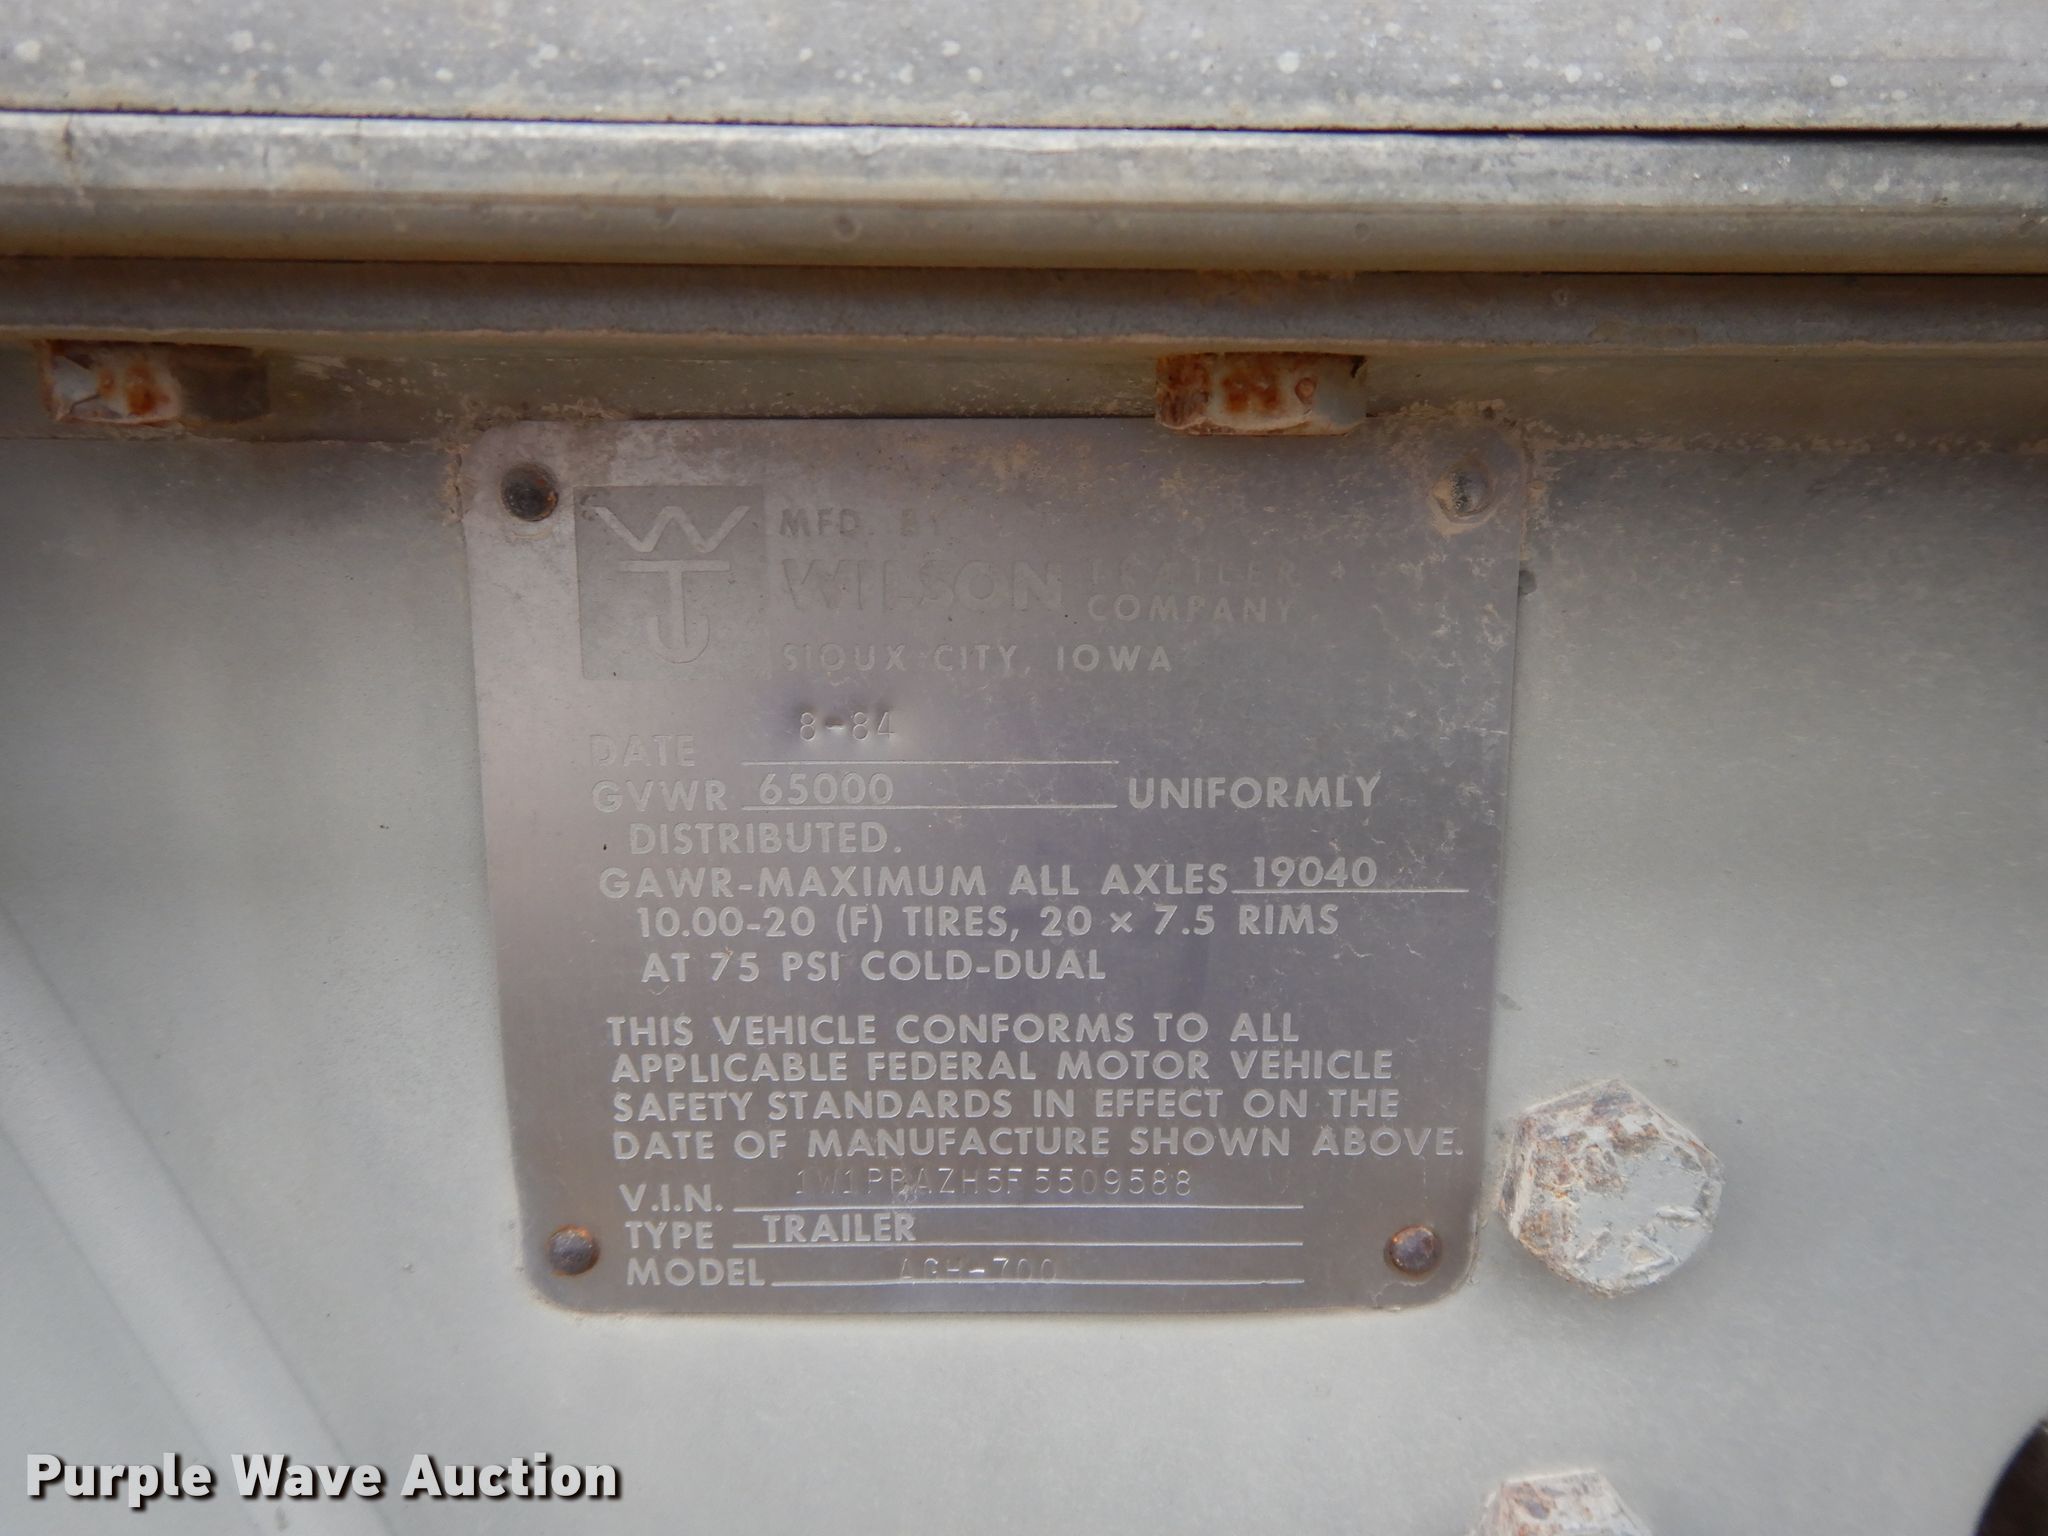 WT
MFD. BY
WILSON TRAILER COMPANY
SIOUX CITY, IOWA
DATE 8-84
GVWR 65000 UNIFORMLY
DISTRIBUTED.
GAWR-MAXIMUM ALL AXLES 19040
10.00-20 (F) TIRES, 20 × 7.5 RIMS
AT 75 PSI COLD-DUAL
THIS VEHICLE CONFORMS TO ALL
APPLICABLE FEDERAL MOTOR VEHICLE
SAFETY STANDARDS IN EFFECT ON THE
DATE OF MANUFACTURE SHOWN ABOVE.
V.I.N.
TYPE TRAILER
MODEL
Purple Wave Auction